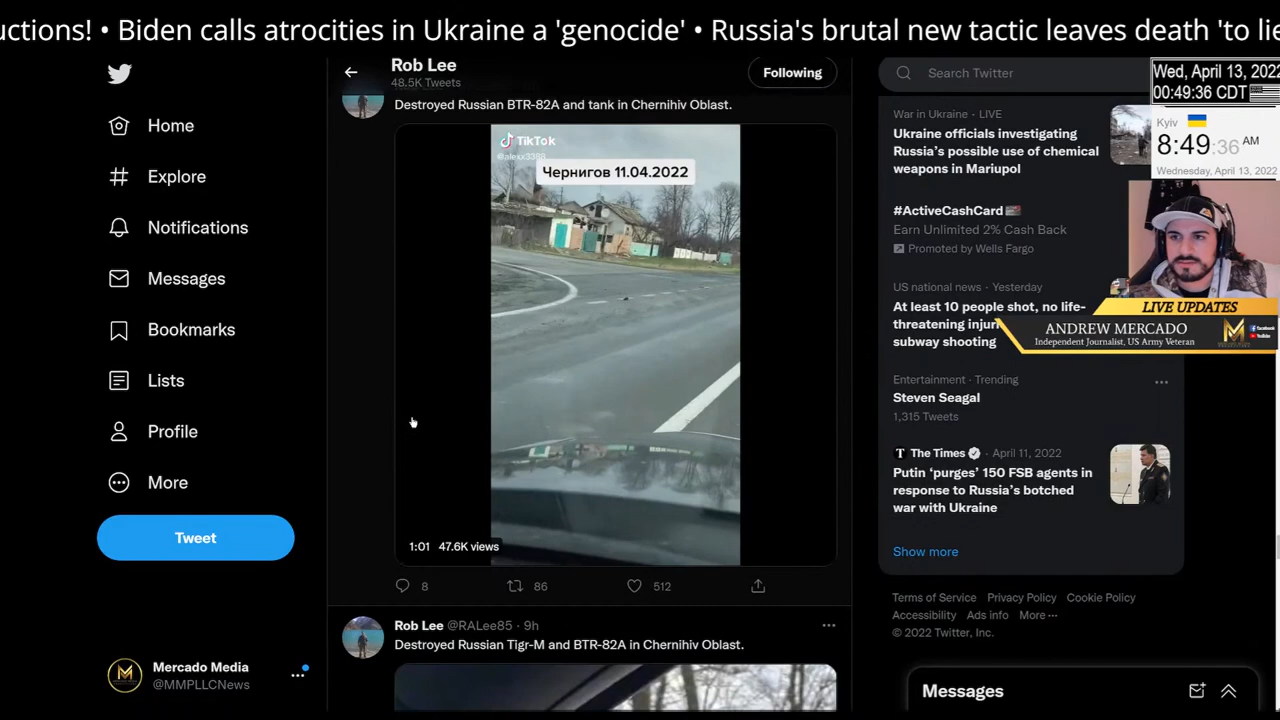 uctions! • Biden calls atrocities in Ukraine a 'genocide' • Russia's brutal new tactic leaves death 'to lie
Home
Explore
Notifications
Messages
Bookmarks
Lists
Profile
More
Tweet
Mercado Media
@MMPLLCNews
Rob Lee
48.5K Tweets
Following
Destroyed Russian BTR-82A and tank in Chernihiv Oblast.
TikTok
@alexx3388
Чернигов 11.04.2022
1:01 47.6K views
8 86 512
Rob Lee @RALee85 · 9h
Destroyed Russian Tigr-M and BTR-82A in Chernihiv Oblast.
Search Twitter
War in Ukraine · LIVE
Ukraine officials investigating
Russia's possible use of chemical
weapons in Mariupol
#ActiveCashCard
Earn Unlimited 2% Cash Back
Promoted by Wells Fargo
US national news · Yesterday
At least 10 people shot, no life-
threatening injur
subway shooting
Entertainment · Trending
Steven Seagal
1,315 Tweets
The Times · April 11, 2022
Putin 'purges' 150 FSB agents in
response to Russia's botched
war with Ukraine
Show more
Terms of Service Privacy Policy Cookie Policy
Accessibility Ads info More ···
© 2022 Twitter, Inc.
Messages
Wed, April 13, 2022
00:49:36 CDT
Kyiv
8:49:36 AM
Wednesday, April 13, 2022
LIVE UPDATES
ANDREW MERCADO
Independent Journalist, US Army Veteran
facebook
YouTube